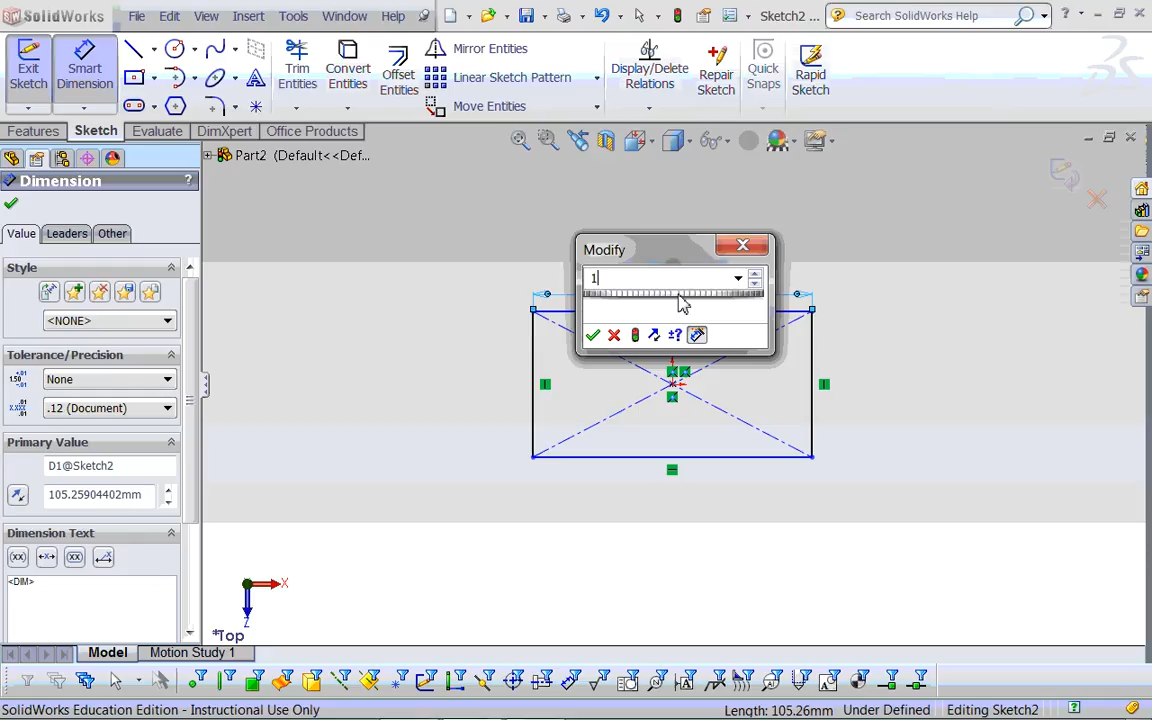 SolidWorks File Edit View Insert Tools Window Help Sketch2 ... Search SolidWorks Help ?
Exit Sketch
Smart Dimension
Trim Entities
Convert Entities
Offset Entities
Mirror Entities
Linear Sketch Pattern
Move Entities
Display/Delete Relations
Repair Sketch
Quick Snaps
Rapid Sketch
Features Sketch Evaluate DimXpert Office Products
Part2 (Default<<Def...
Dimension ?
Value Leaders Other
Style
<NONE>
Tolerance/Precision
None
.12 (Document)
Primary Value
D1@Sketch2
105.25904402mm
Dimension Text
<DIM>
Modify
1
±?
X
Z
*Top
Model Motion Study 1
SolidWorks Education Edition - Instructional Use Only Length: 105.26mm Under Defined Editing Sketch2 ?